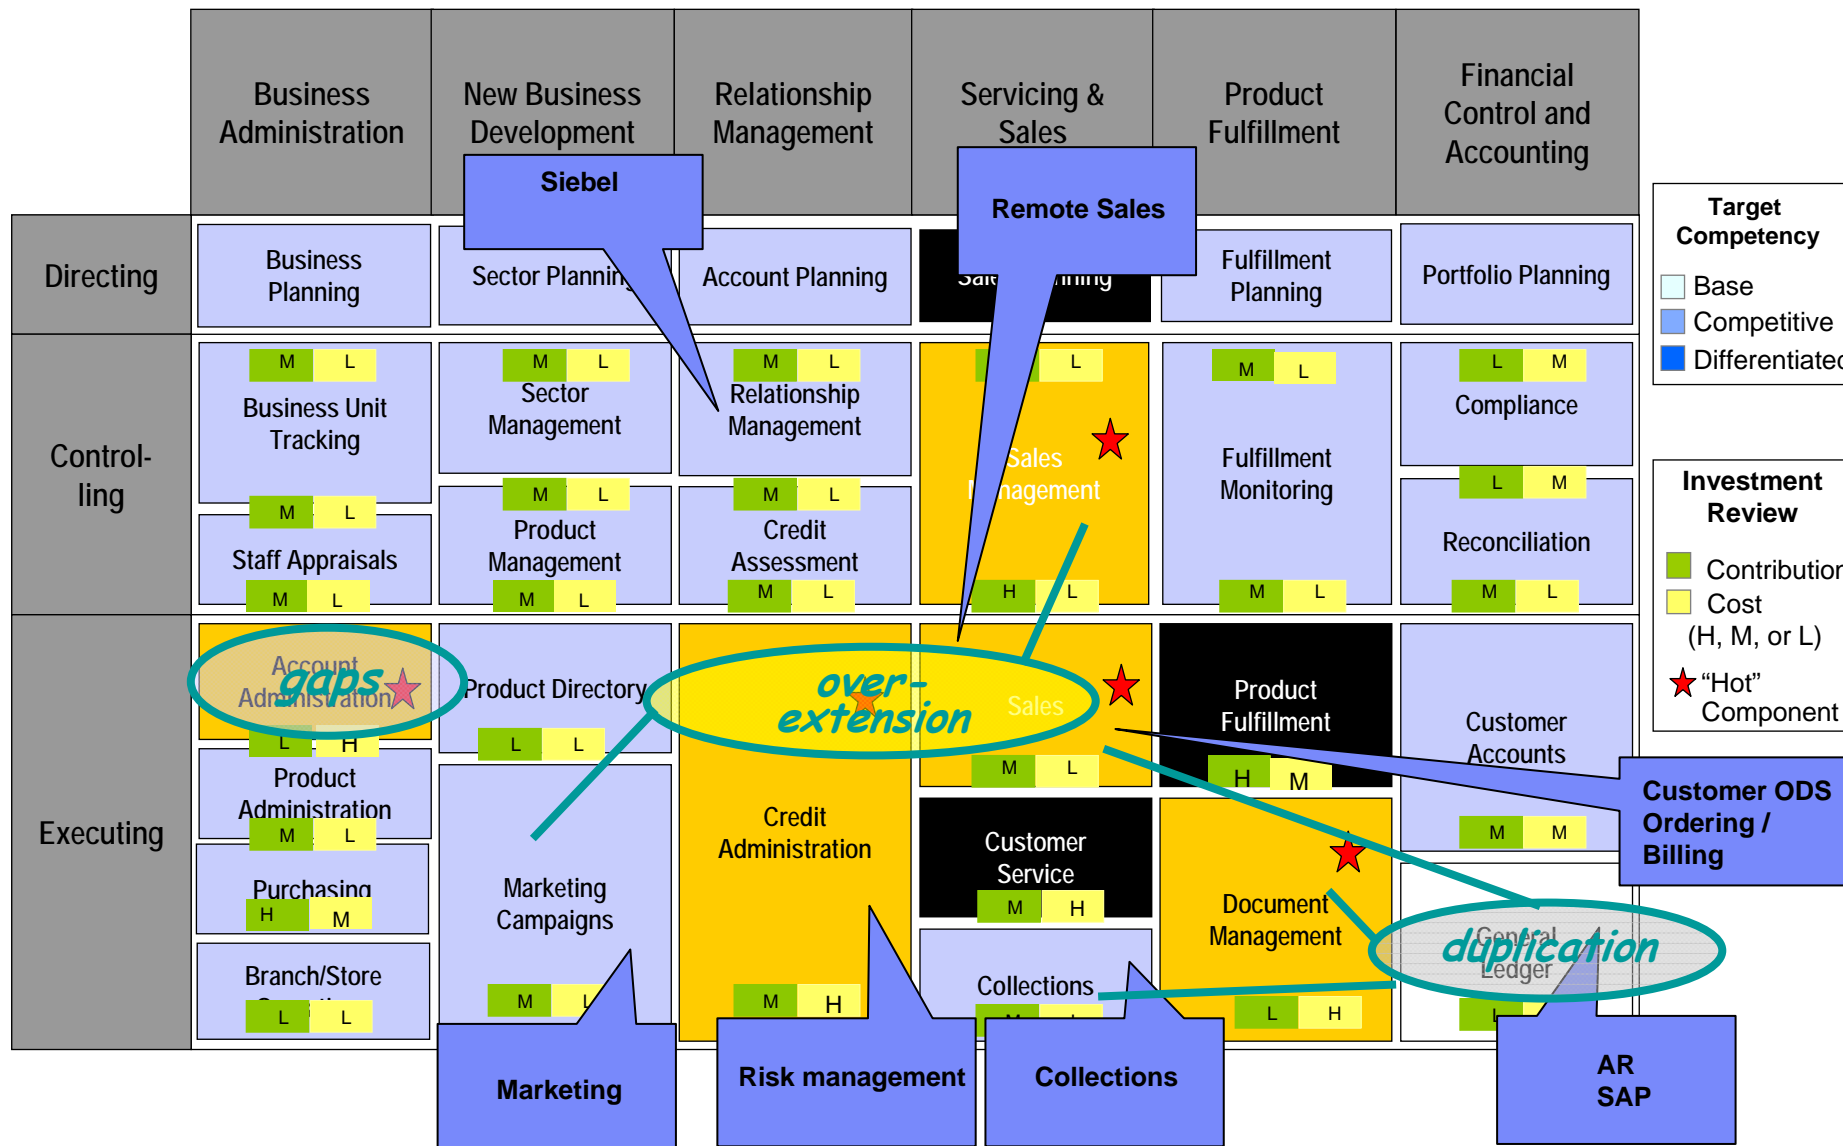 Business
Administration
New Business
Development
Relationship
Management
Servicing &
Sales
Product
Fulfillment
Financial
Control and
Accounting
Siebel
Remote Sales
Target
Competency
Base
Competitive
Differentiated
Directing
Business
Planning
Sector Planning
Account Planning
Fulfillment
Planning
Portfolio Planning
Control-
ling
M L
Business Unit
Tracking
M L
Staff Appraisals
M L
M L
Sector
Management
M L
Product
Management
M L
M L
Relationship
Management
M L
Credit
Assessment
M L
L
Sales
Management
H L
M L
Fulfillment
Monitoring
M L
L M
Compliance
L M
Reconciliation
M L
Investment
Review
Contribution
Cost
(H, M, or L)
"Hot"
Component
Executing
Account
Administration
gaps
L H
Product
Administration
M L
Purchasing
H M
Branch/Store
L L
Product Directory
L L
Marketing
Campaigns
M L
over-
extension
Credit
Administration
M H
Sales
M L
Customer
Service
M H
Collections
Product
Fulfillment
H M
Document
Management
L H
Customer
Accounts
M M
General
Ledger
duplication
L
Customer ODS
Ordering /
Billing
Marketing
Risk management
Collections
AR
SAP